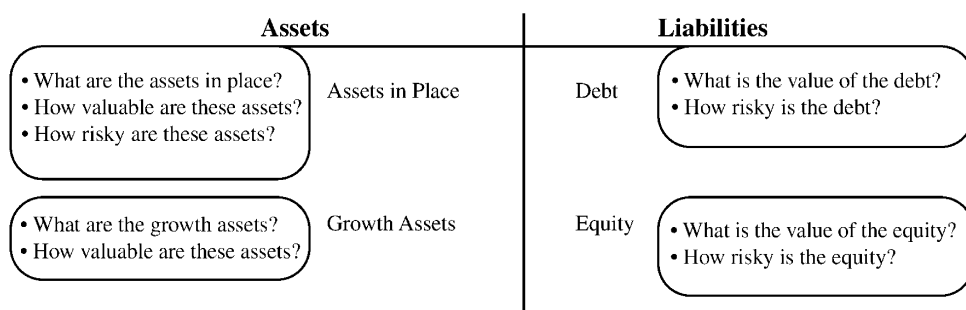 Assets
Liabilities
• What are the assets in place?
• How valuable are these assets?
• How risky are these assets?
Assets in Place
Debt
• What is the value of the debt?
• How risky is the debt?
• What are the growth assets?
• How valuable are these assets?
Growth Assets
Equity
• What is the value of the equity?
• How risky is the equity?